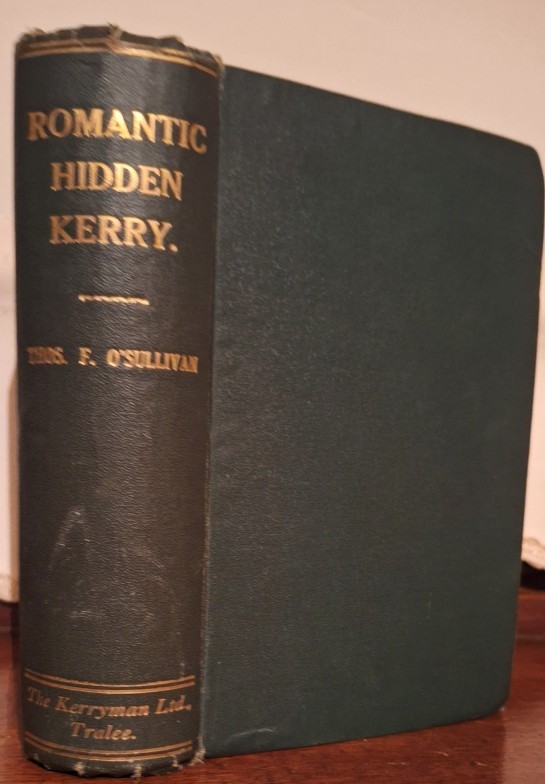 ROMANTIC
HIDDEN
KERRY.
THOS. F. O'SULLIVAN
The Kerryman Ltd.,
Tralee.